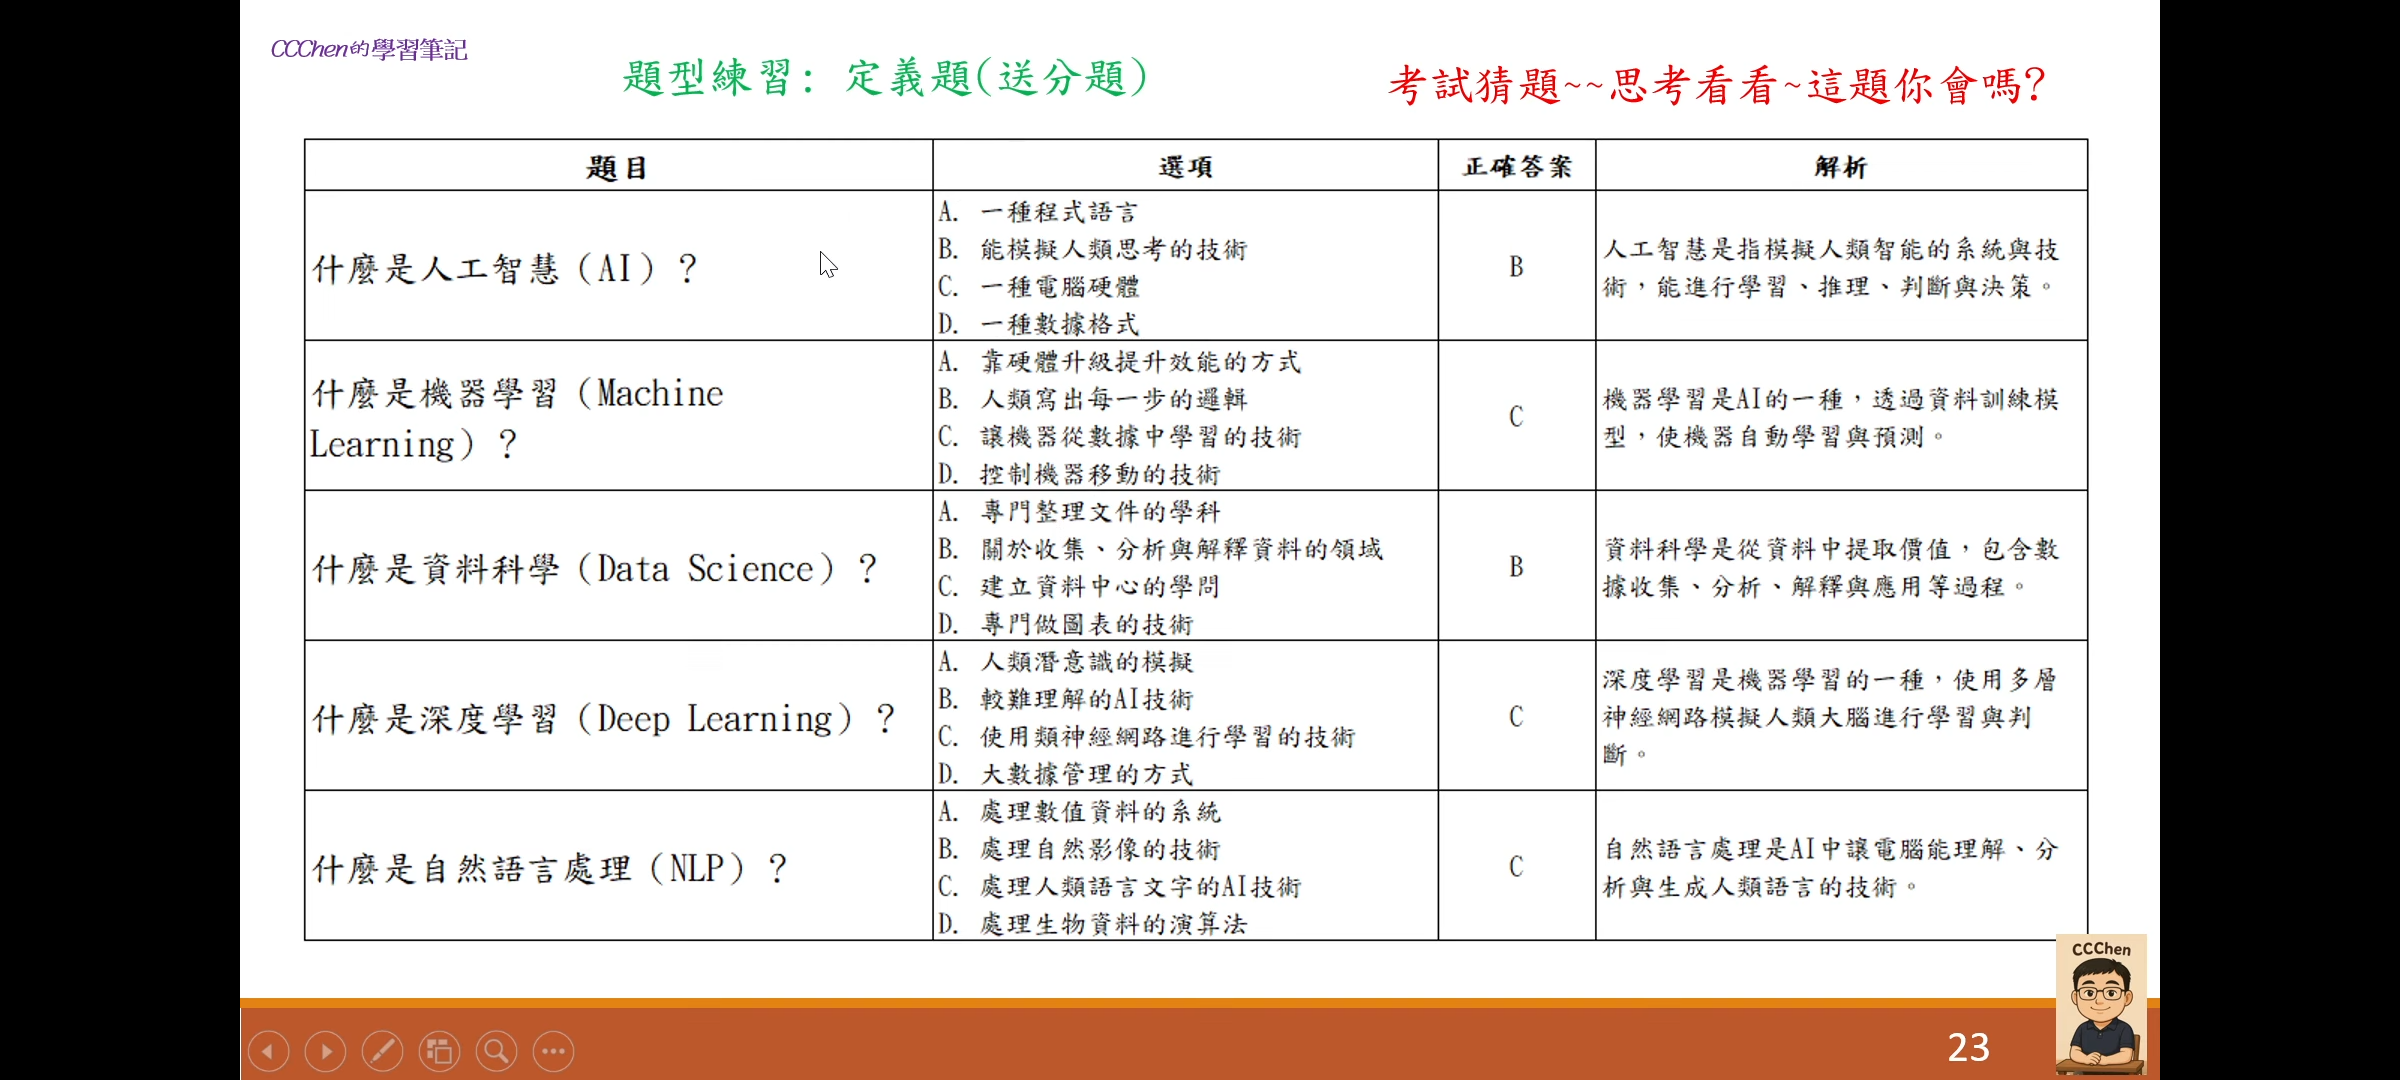 CCChen的學習筆記
題型練習: 定義題(送分題)
考試猜題~~思考看看~這題你會嗎?
題目
選項
正確答案
解析
什麼是人工智慧（AI）？
A. 一種程式語言
B. 能模擬人類思考的技術
C. 一種電腦硬體
D. 一種數據格式
B
人工智慧是指模擬人類智能的系統與技
術，能進行學習、推理、判斷與決策。
什麼是機器學習（Machine
Learning）？
A. 靠硬體升級提升效能的方式
B. 人類寫出每一步的邏輯
C. 讓機器從數據中學習的技術
D. 控制機器移動的技術
C
機器學習是AI的一種，透過資料訓練模
型，使機器自動學習與預測。
什麼是資料科學（Data Science）？
A. 專門整理文件的學科
B. 關於收集、分析與解釋資料的領域
C. 建立資料中心的學問
D. 專門做圖表的技術
B
資料科學是從資料中提取價值，包含數
據收集、分析、解釋與應用等過程。
什麼是深度學習（Deep Learning）？
A. 人類潛意識的模擬
B. 較難理解的AI技術
C. 使用類神經網路進行學習的技術
D. 大數據管理的方式
C
深度學習是機器學習的一種，使用多層
神經網路模擬人類大腦進行學習與判
斷。
什麼是自然語言處理（NLP）？
A. 處理數值資料的系統
B. 處理自然影像的技術
C. 處理人類語言文字的AI技術
D. 處理生物資料的演算法
C
自然語言處理是AI中讓電腦能理解、分
析與生成人類語言的技術。
CCChen
23